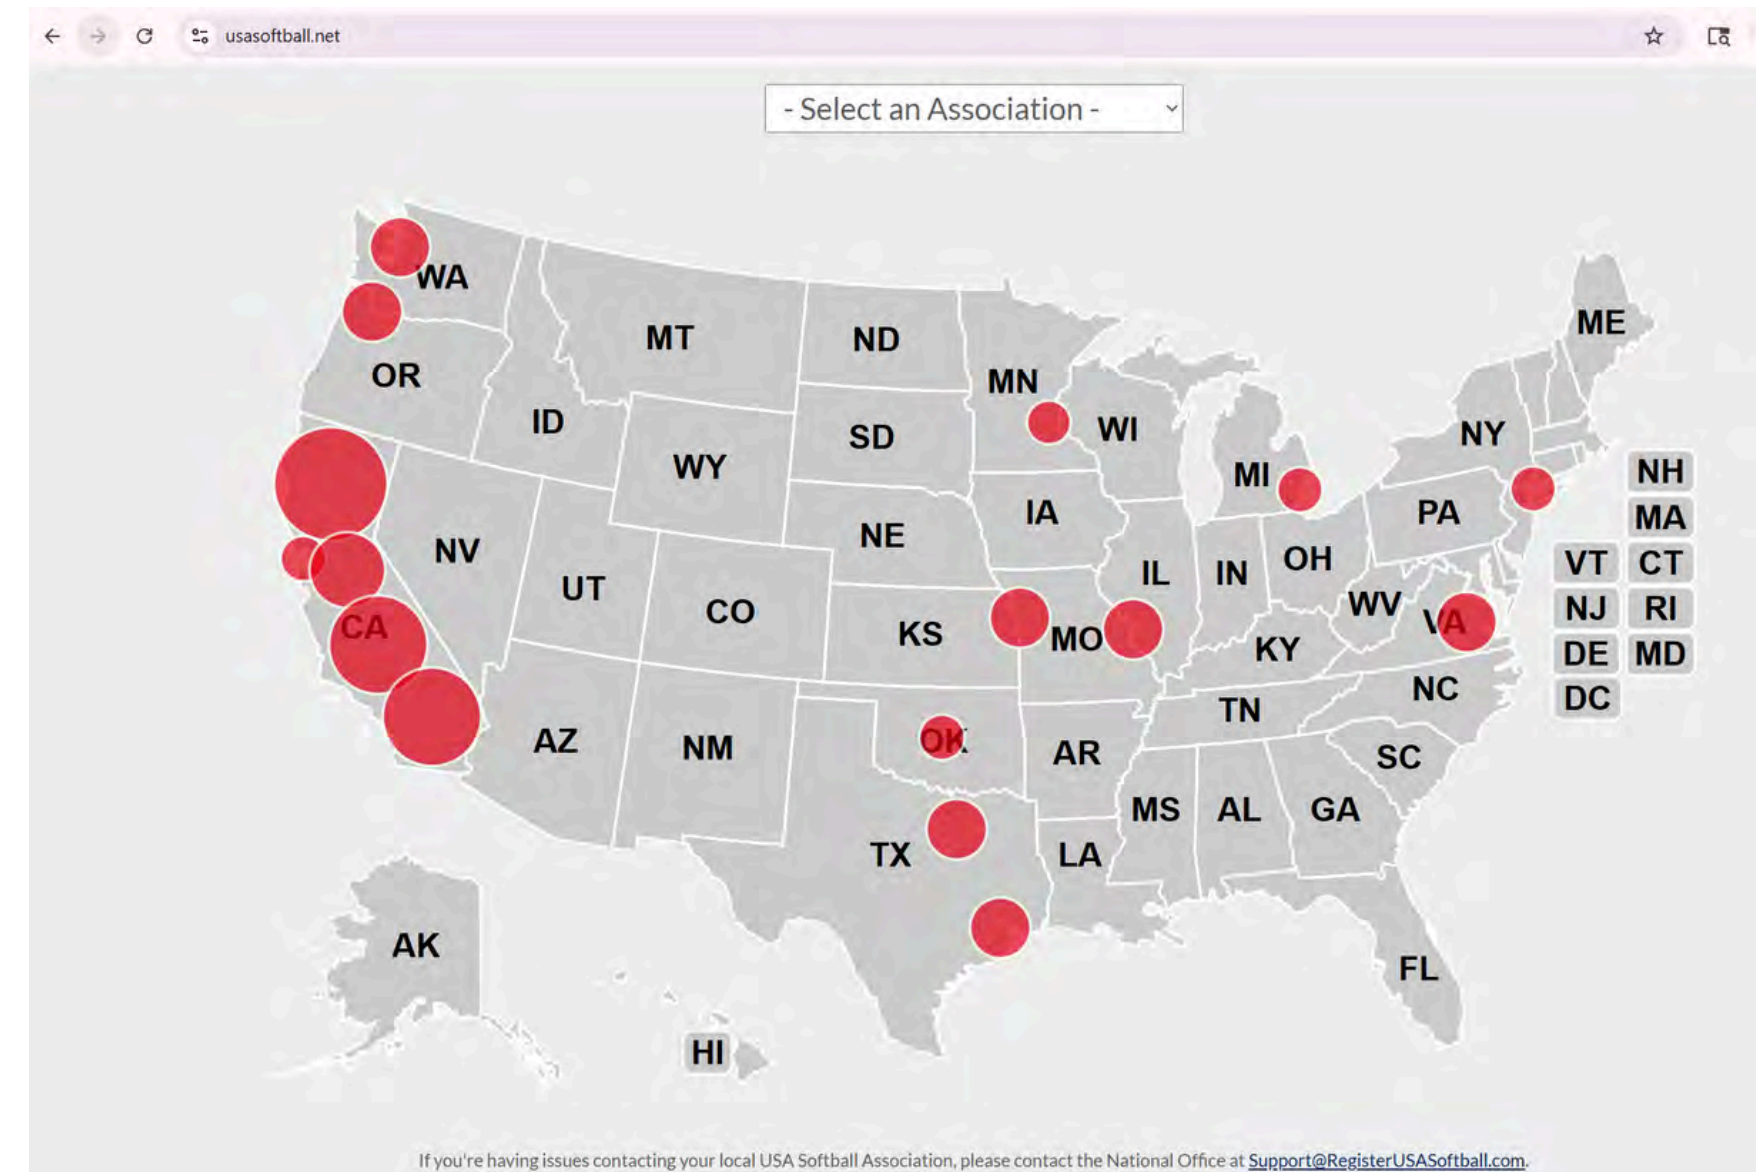 usasoftball.net
- Select an Association -
WA
MT
ND
ME
OR
MN
ID
SD
WI
NY
WY
MI
NH
IA
PA
MA
NV
NE
IL
IN
OH
VT
CT
UT
CO
WV
NJ
RI
CA
KS
MO
VA
KY
DE
MD
NC
DC
AZ
NM
OK
AR
TN
SC
MS
AL
GA
TX
LA
AK
FL
HI
If you're having issues contacting your local USA Softball Association, please contact the National Office at Support@RegisterUSASoftball.com.